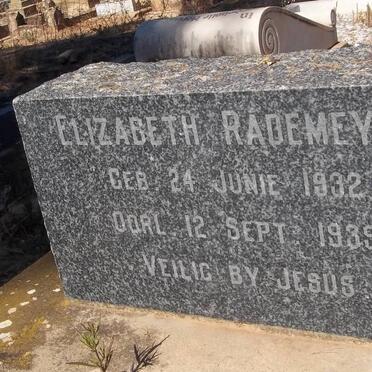 ELIZABETH RADEMEY
GEB. 24 JUNIE 1932
OORL. 12 SEPT. 193
VEILIG BY JESUS